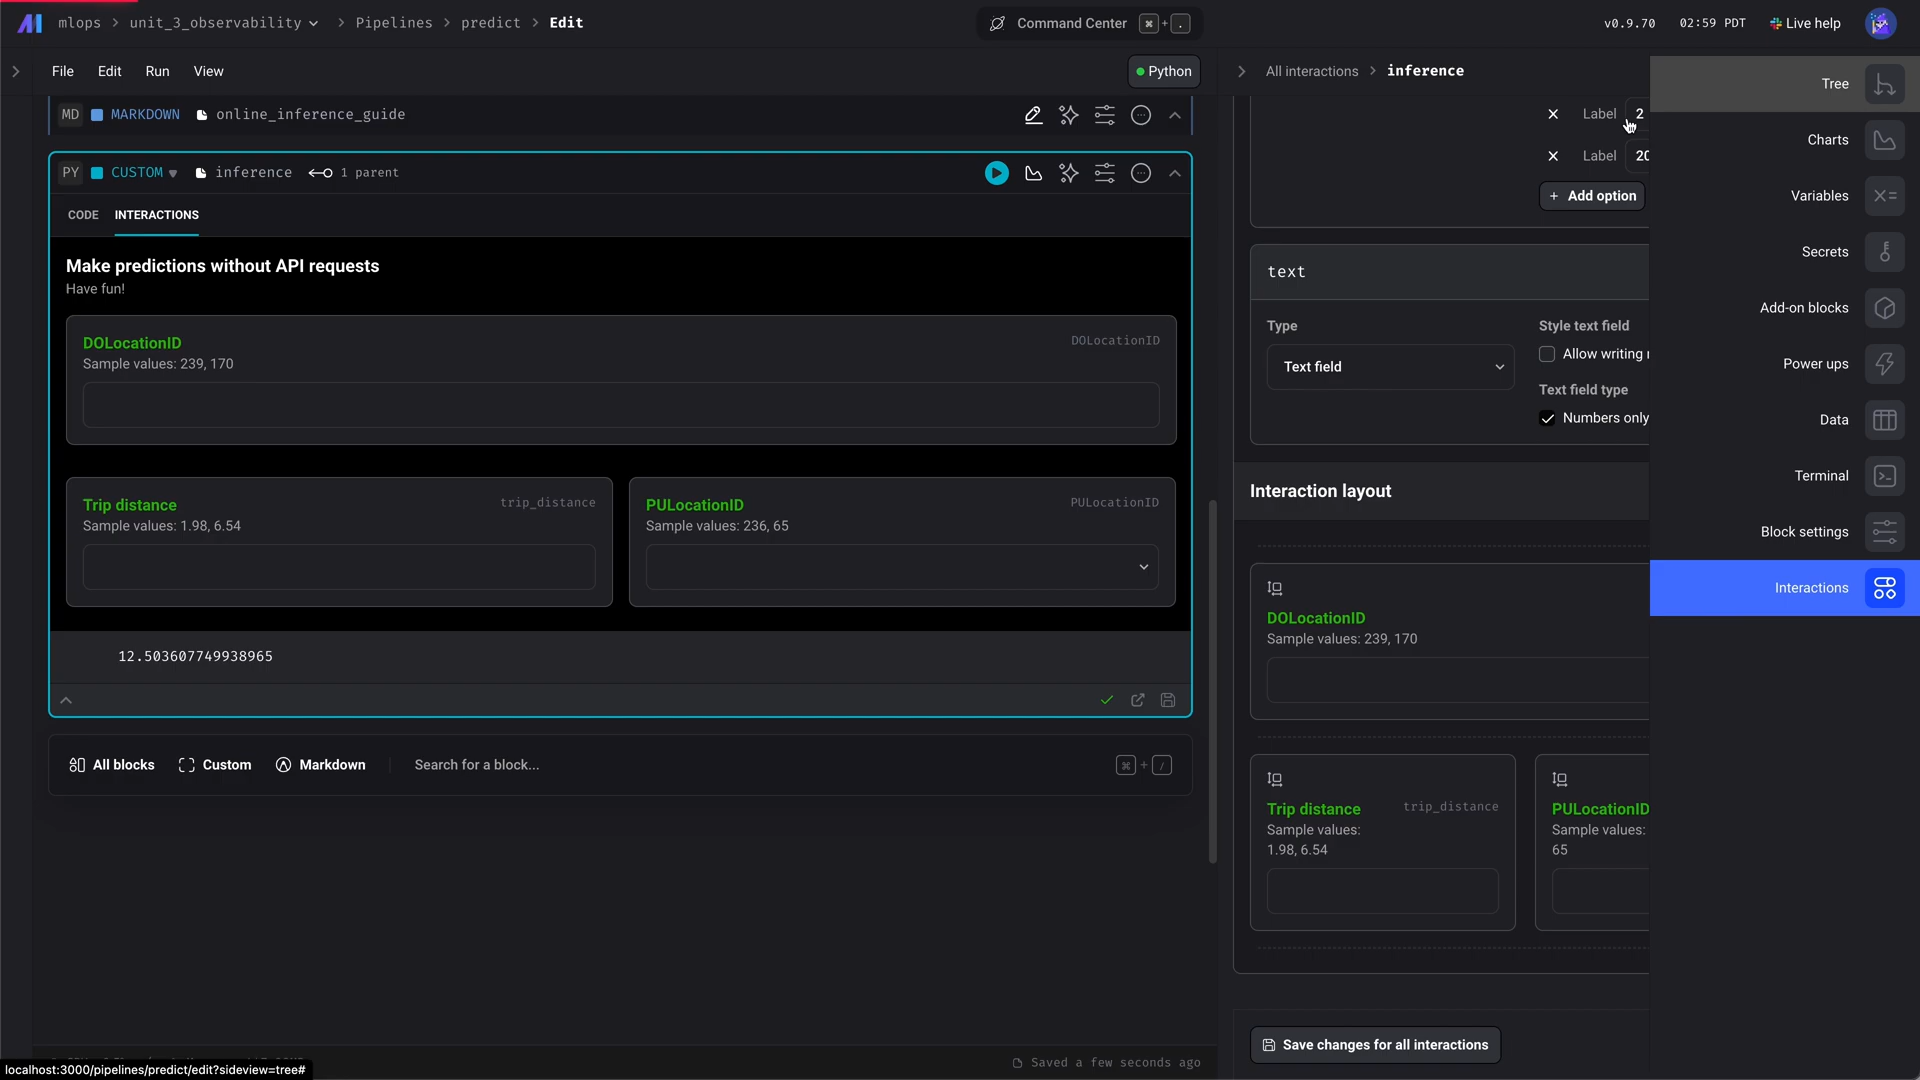 mlops > unit_3_observability > Pipelines > predict > Edit
Command Center ⌘ + .
v0.9.70 02:59 PDT Live help
File Edit Run View
Python
All interactions > inference
MD MARKDOWN online_inference_guide
PY CUSTOM inference 1 parent
CODE INTERACTIONS
Make predictions without API requests
Have fun!
DOLocationID DOLocationID
Sample values: 239, 170
Trip distance trip_distance
Sample values: 1.98, 6.54
PULocationID PULocationID
Sample values: 236, 65
12.503607749938965
All blocks Custom Markdown Search for a block... ⌘ + /
Saved a few seconds ago
localhost:3000/pipelines/predict/edit?sideview=tree#
Label 2
Label 20
+ Add option
text
Type
Text field
Style text field
Allow writing
Text field type
Numbers only
Interaction layout
DOLocationID
Sample values: 239, 170
Trip distance trip_distance
Sample values:
1.98, 6.54
PULocationID
Sample values:
65
Save changes for all interactions
Tree
Charts
Variables
Secrets
Add-on blocks
Power ups
Data
Terminal
Block settings
Interactions